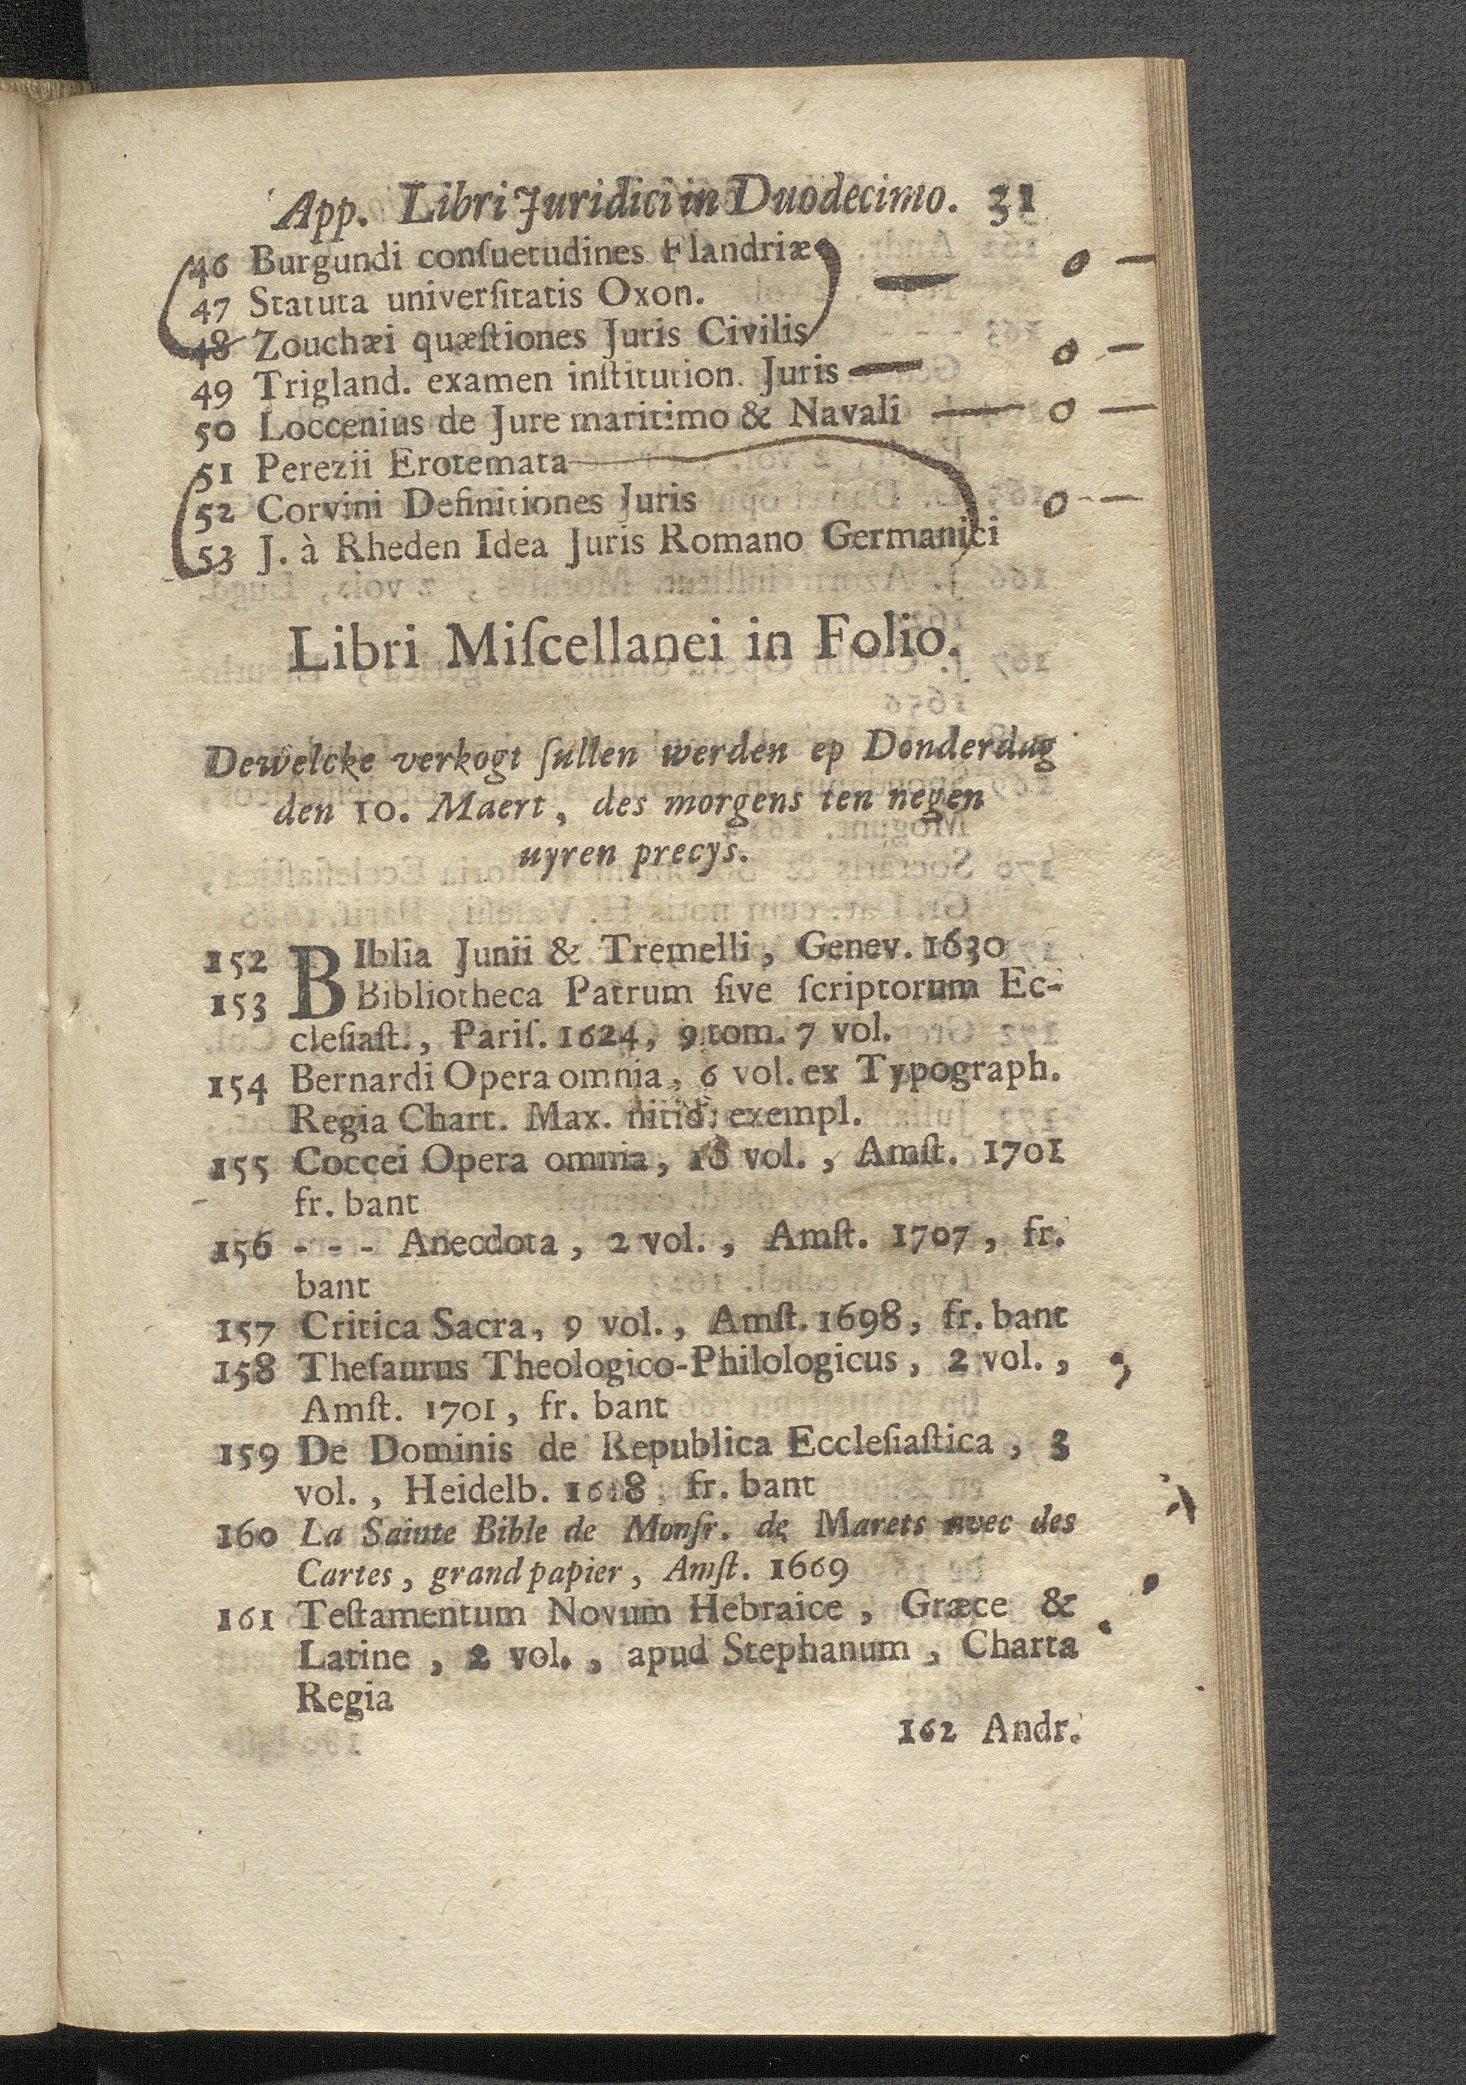 App. Libri Juridici in Duodecimo. 31
46 Burgundi conſuetudines Flandriæ 0 —
47 Statuta univerſitatis Oxon. —
48 Zouchæi quæſtiones Juris Civilis
49 Trigland. examen inſtitution. Juris — 0 —
50 Loccenius de Jure maritimo & Navali — 0 —
51 Perezii Erotemata
52 Corvini Definitiones Juris 0 —
53 J. à Rheden Idea Juris Romano Germanici
Libri Miſcellanei in Folio.
Dewelcke verkogt ſullen werden ep Donderdag
den 10. Maert, des morgens ten negen
uyren precys.
152 BIblia Junii & Tremelli, Genev. 1630
153 Bibliotheca Patrum ſive ſcriptorum Ec-
cleſiaſt., Pariſ. 1624, 9 tom. 7 vol.
154 Bernardi Opera omnia, 6 vol. ex Typograph.
Regia Chart. Max. nitid. exempl.
155 Coccei Opera omnia, 10 vol., Amſt. 1701
fr. bant
156 - - - Anecdota, 2 vol., Amſt. 1707, fr.
bant
157 Critica Sacra, 9 vol., Amſt. 1698, fr. bant
158 Theſaurus Theologico-Philologicus, 2 vol.,
Amſt. 1701, fr. bant
159 De Dominis de Republica Eccleſiaſtica, 3
vol., Heidelb. 1618, fr. bant
160 La Sainte Bible de Monſr. de Marets avec des
Cartes, grand papier, Amſt. 1669
161 Teſtamentum Novum Hebraice, Græce &
Latine, 2 vol., apud Stephanum, Charta
Regia
162 Andr.